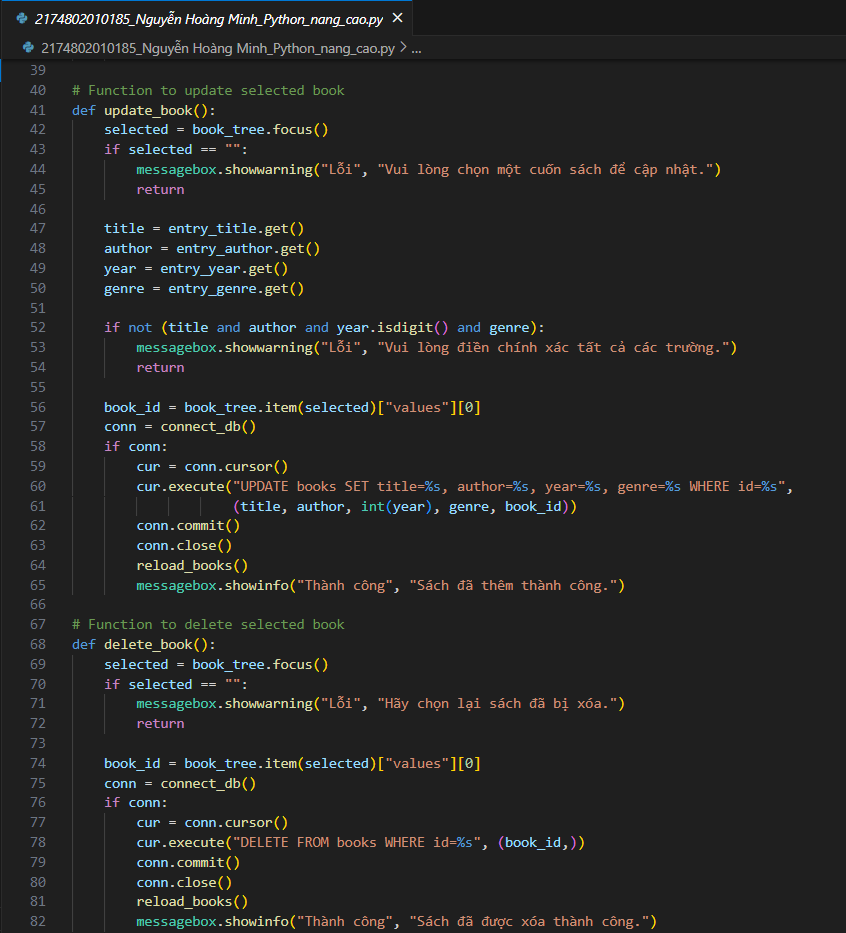 2174802010185_Nguyễn Hoàng Minh_Python_nang_cao.py ✕
2174802010185_Nguyễn Hoàng Minh_Python_nang_cao.py > ...
39
40 # Function to update selected book
41 def update_book():
42     selected = book_tree.focus()
43     if selected == "":
44         messagebox.showwarning("Lỗi", "Vui lòng chọn một cuốn sách để cập nhật.")
45         return
46
47     title = entry_title.get()
48     author = entry_author.get()
49     year = entry_year.get()
50     genre = entry_genre.get()
51
52     if not (title and author and year.isdigit() and genre):
53         messagebox.showwarning("Lỗi", "Vui lòng điền chính xác tất cả các trường.")
54         return
55
56     book_id = book_tree.item(selected)["values"][0]
57     conn = connect_db()
58     if conn:
59         cur = conn.cursor()
60         cur.execute("UPDATE books SET title=%s, author=%s, year=%s, genre=%s WHERE id=%s",
61                     (title, author, int(year), genre, book_id))
62         conn.commit()
63         conn.close()
64         reload_books()
65         messagebox.showinfo("Thành công", "Sách đã thêm thành công.")
66
67 # Function to delete selected book
68 def delete_book():
69     selected = book_tree.focus()
70     if selected == "":
71         messagebox.showwarning("Lỗi", "Hãy chọn lại sách đã bị xóa.")
72         return
73
74     book_id = book_tree.item(selected)["values"][0]
75     conn = connect_db()
76     if conn:
77         cur = conn.cursor()
78         cur.execute("DELETE FROM books WHERE id=%s", (book_id,))
79         conn.commit()
80         conn.close()
81         reload_books()
82         messagebox.showinfo("Thành công", "Sách đã được xóa thành công.")